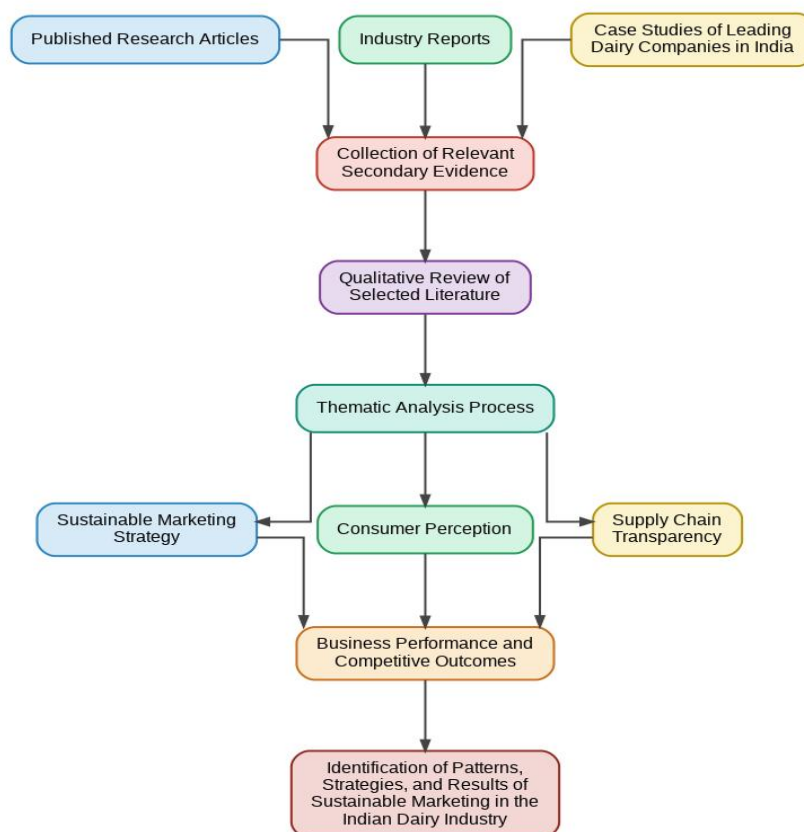 Published Research Articles
Industry Reports
Case Studies of Leading
Dairy Companies in India
Collection of Relevant
Secondary Evidence
Qualitative Review of
Selected Literature
Thematic Analysis Process
Sustainable Marketing
Strategy
Consumer Perception
Supply Chain
Transparency
Business Performance and
Competitive Outcomes
Identification of Patterns,
Strategies, and Results of
Sustainable Marketing in the
Indian Dairy Industry